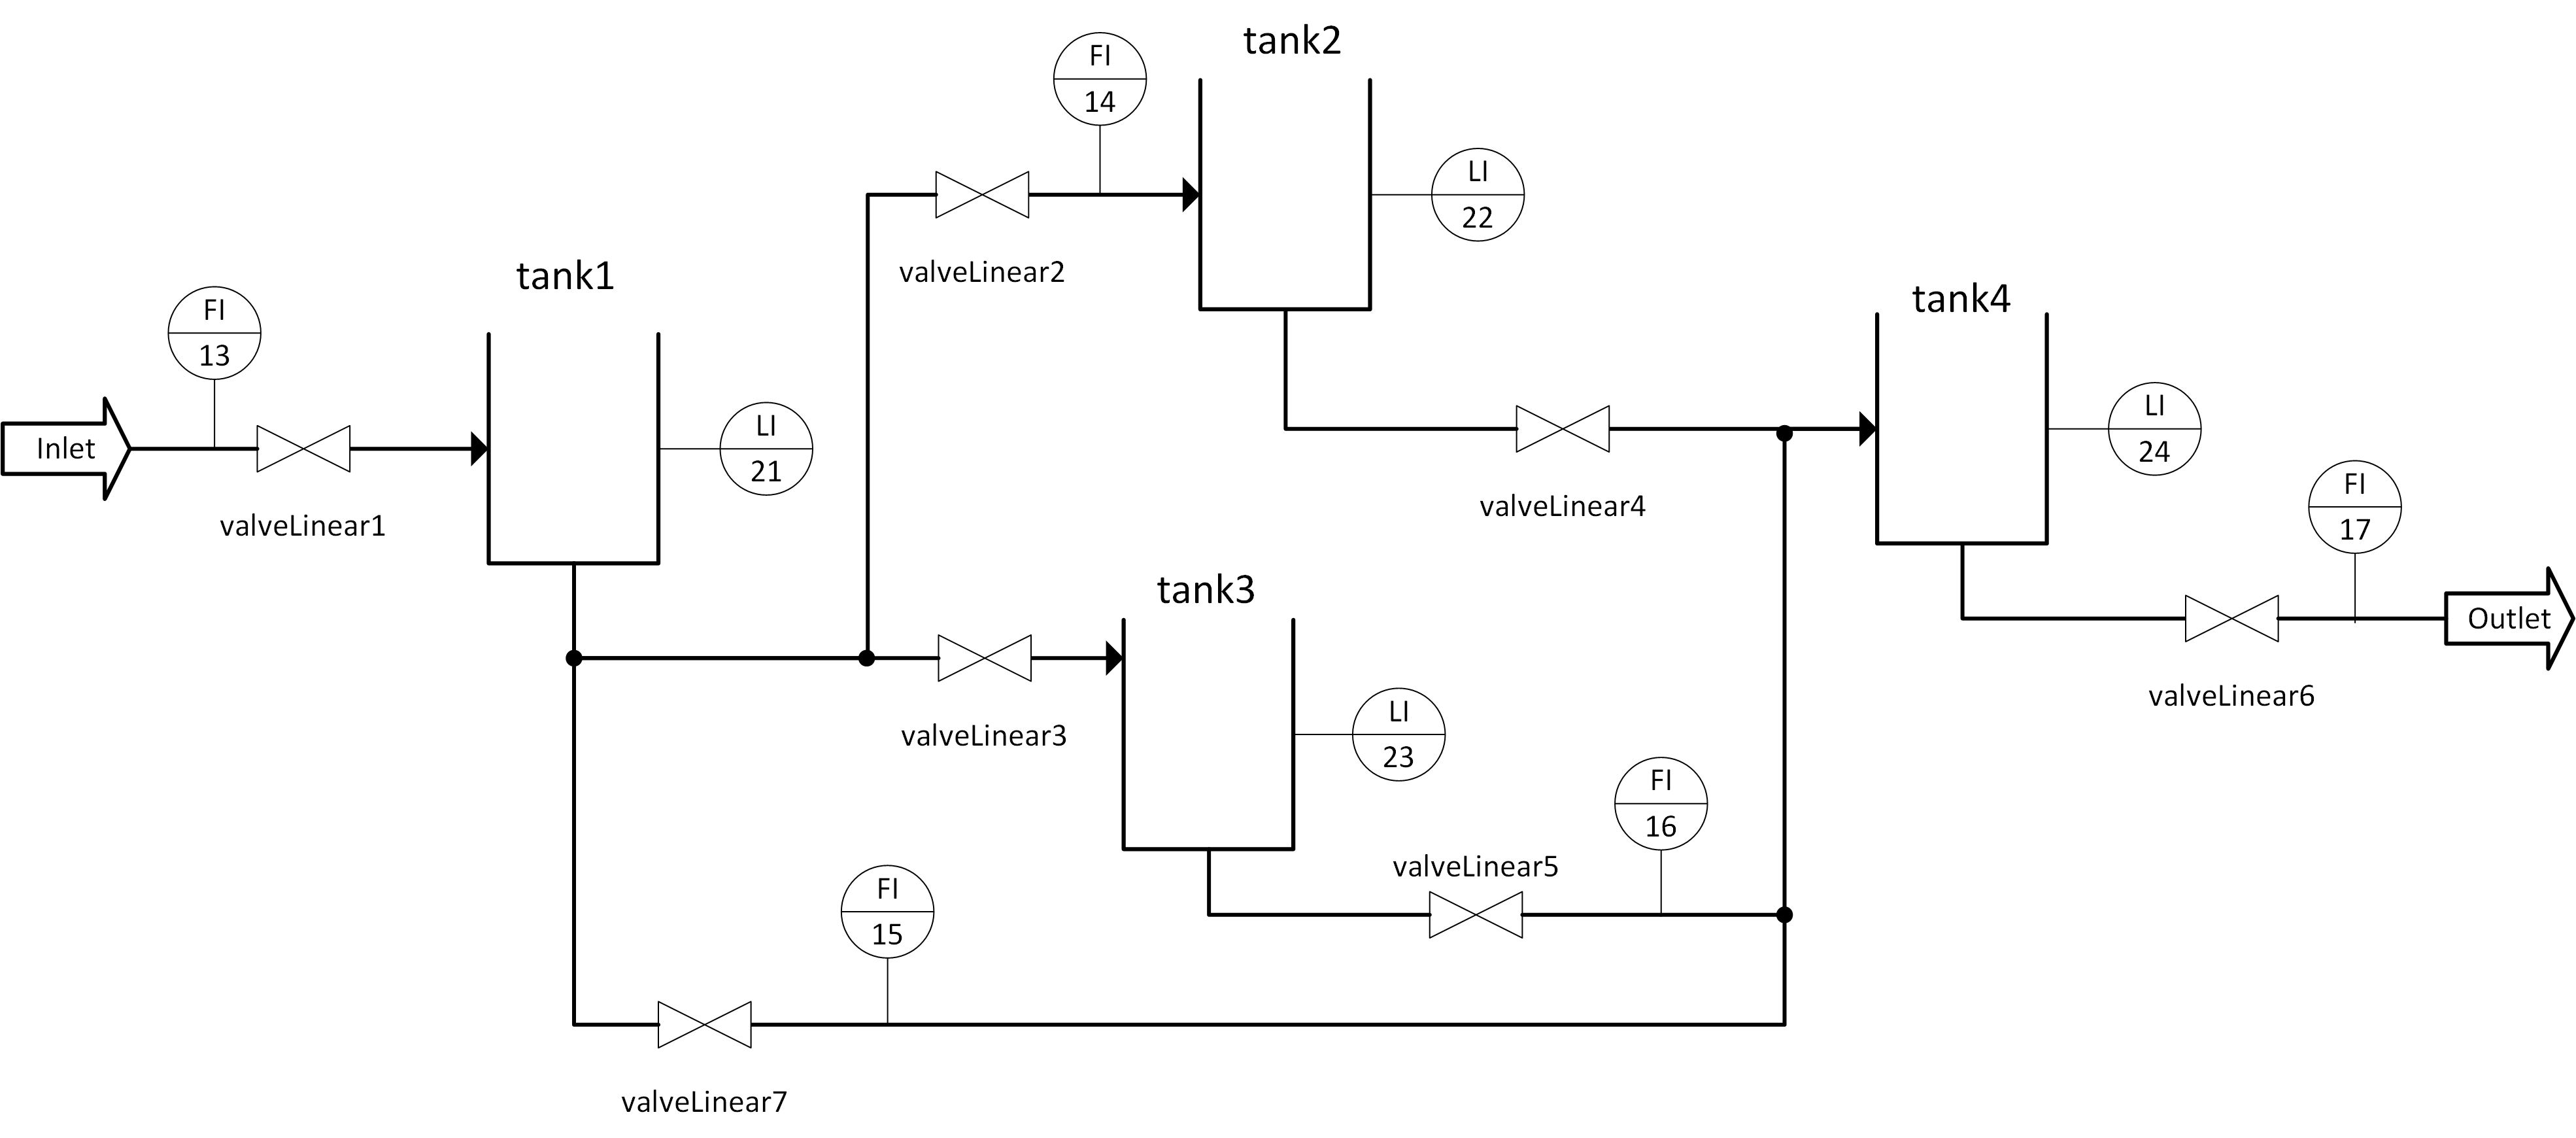 tank2
FI
14
LI
22
valveLinear2
tank1
tank4
FI
13
LI
24
LI
21
Inlet
FI
17
valveLinear4
valveLinear1
tank3
Outlet
valveLinear3
valveLinear6
LI
23
FI
16
valveLinear5
FI
15
valveLinear7